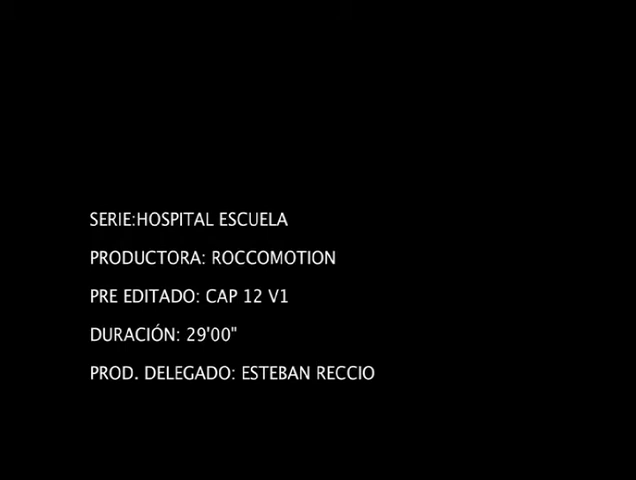 SERIE:HOSPITAL ESCUELA
PRODUCTORA: ROCCOMOTION
PRE EDITADO: CAP 12 V1
DURACIÓN: 29'00"
PROD. DELEGADO: ESTEBAN RECCIO